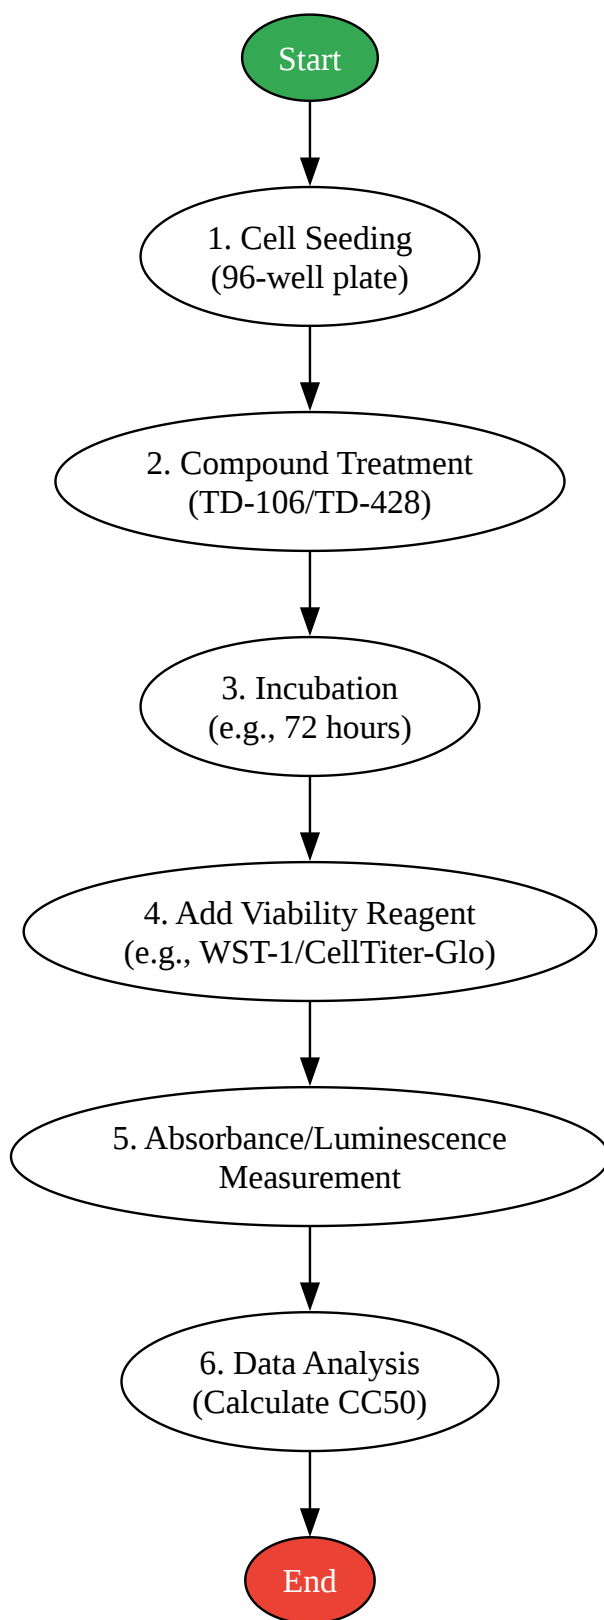 Start
1. Cell Seeding
(96-well plate)
2. Compound Treatment
(TD-106/TD-428)
3. Incubation
(e.g., 72 hours)
4. Add Viability Reagent
(e.g., WST-1/CellTiter-Glo)
5. Absorbance/Luminescence
Measurement
6. Data Analysis
(Calculate CC50)
End